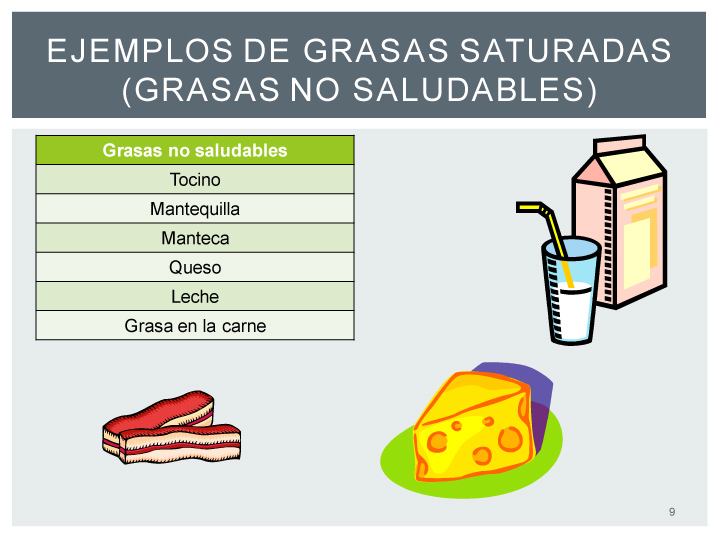 EJEMPLOS DE GRASAS SATURADAS
(GRASAS NO SALUDABLES)
Grasas no saludables
Tocino
Mantequilla
Manteca
Queso
Leche
Grasa en la carne
9